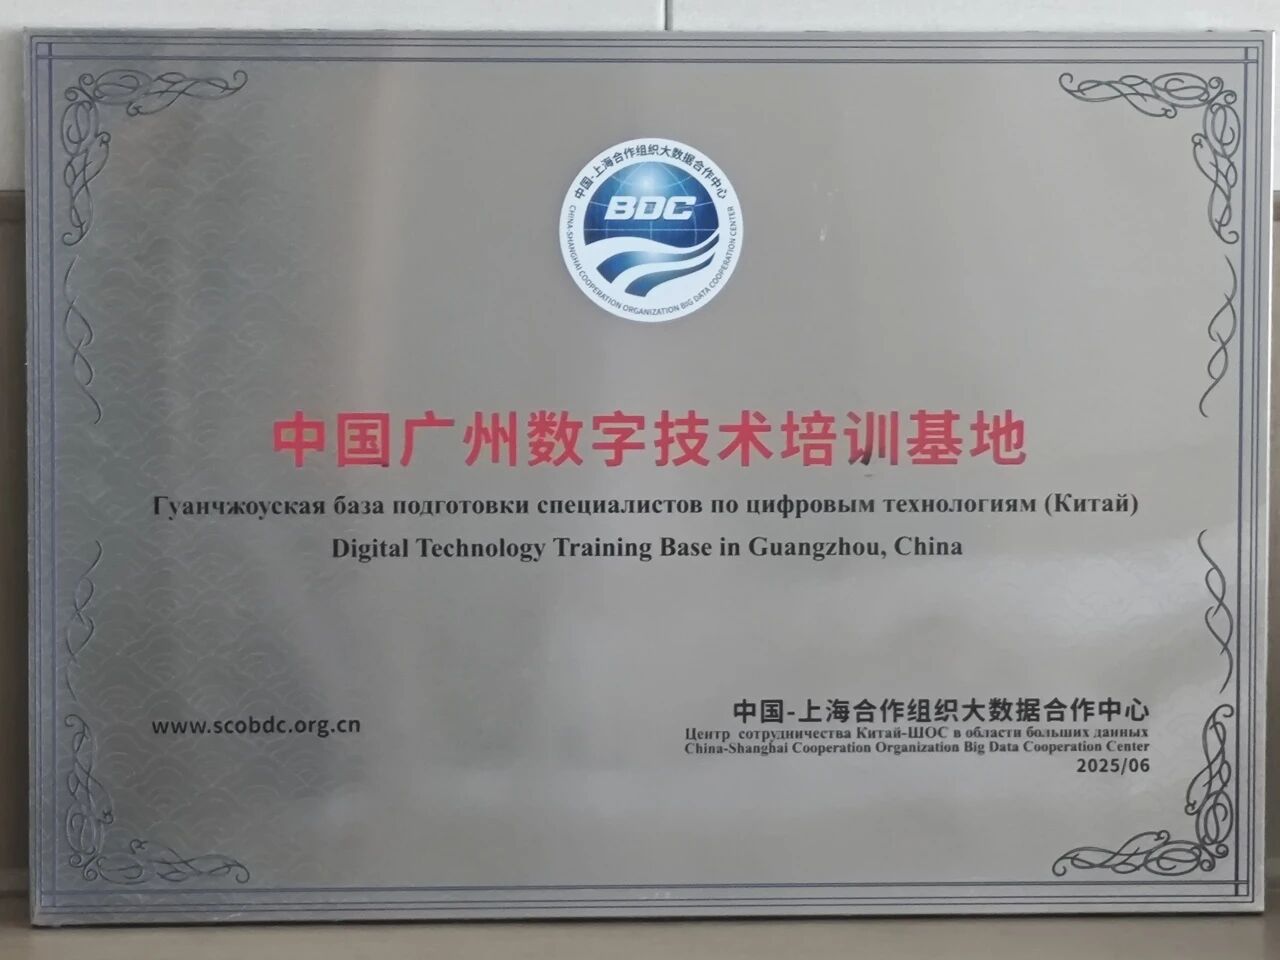 中国-上海合作组织大数据合作中心
BDC
CHINA-SHANGHAI COOPERATION ORGANIZATION BIG DATA COOPERATION CENTER
中国广州数字技术培训基地
Гуанчжоуская база подготовки специалистов по цифровым технологиям (Китай)
Digital Technology Training Base in Guangzhou, China
www.scobdc.org.cn
中国-上海合作组织大数据合作中心
Центр сотрудничества Китай-ШОС в области больших данных
China-Shanghai Cooperation Organization Big Data Cooperation Center
2025/06